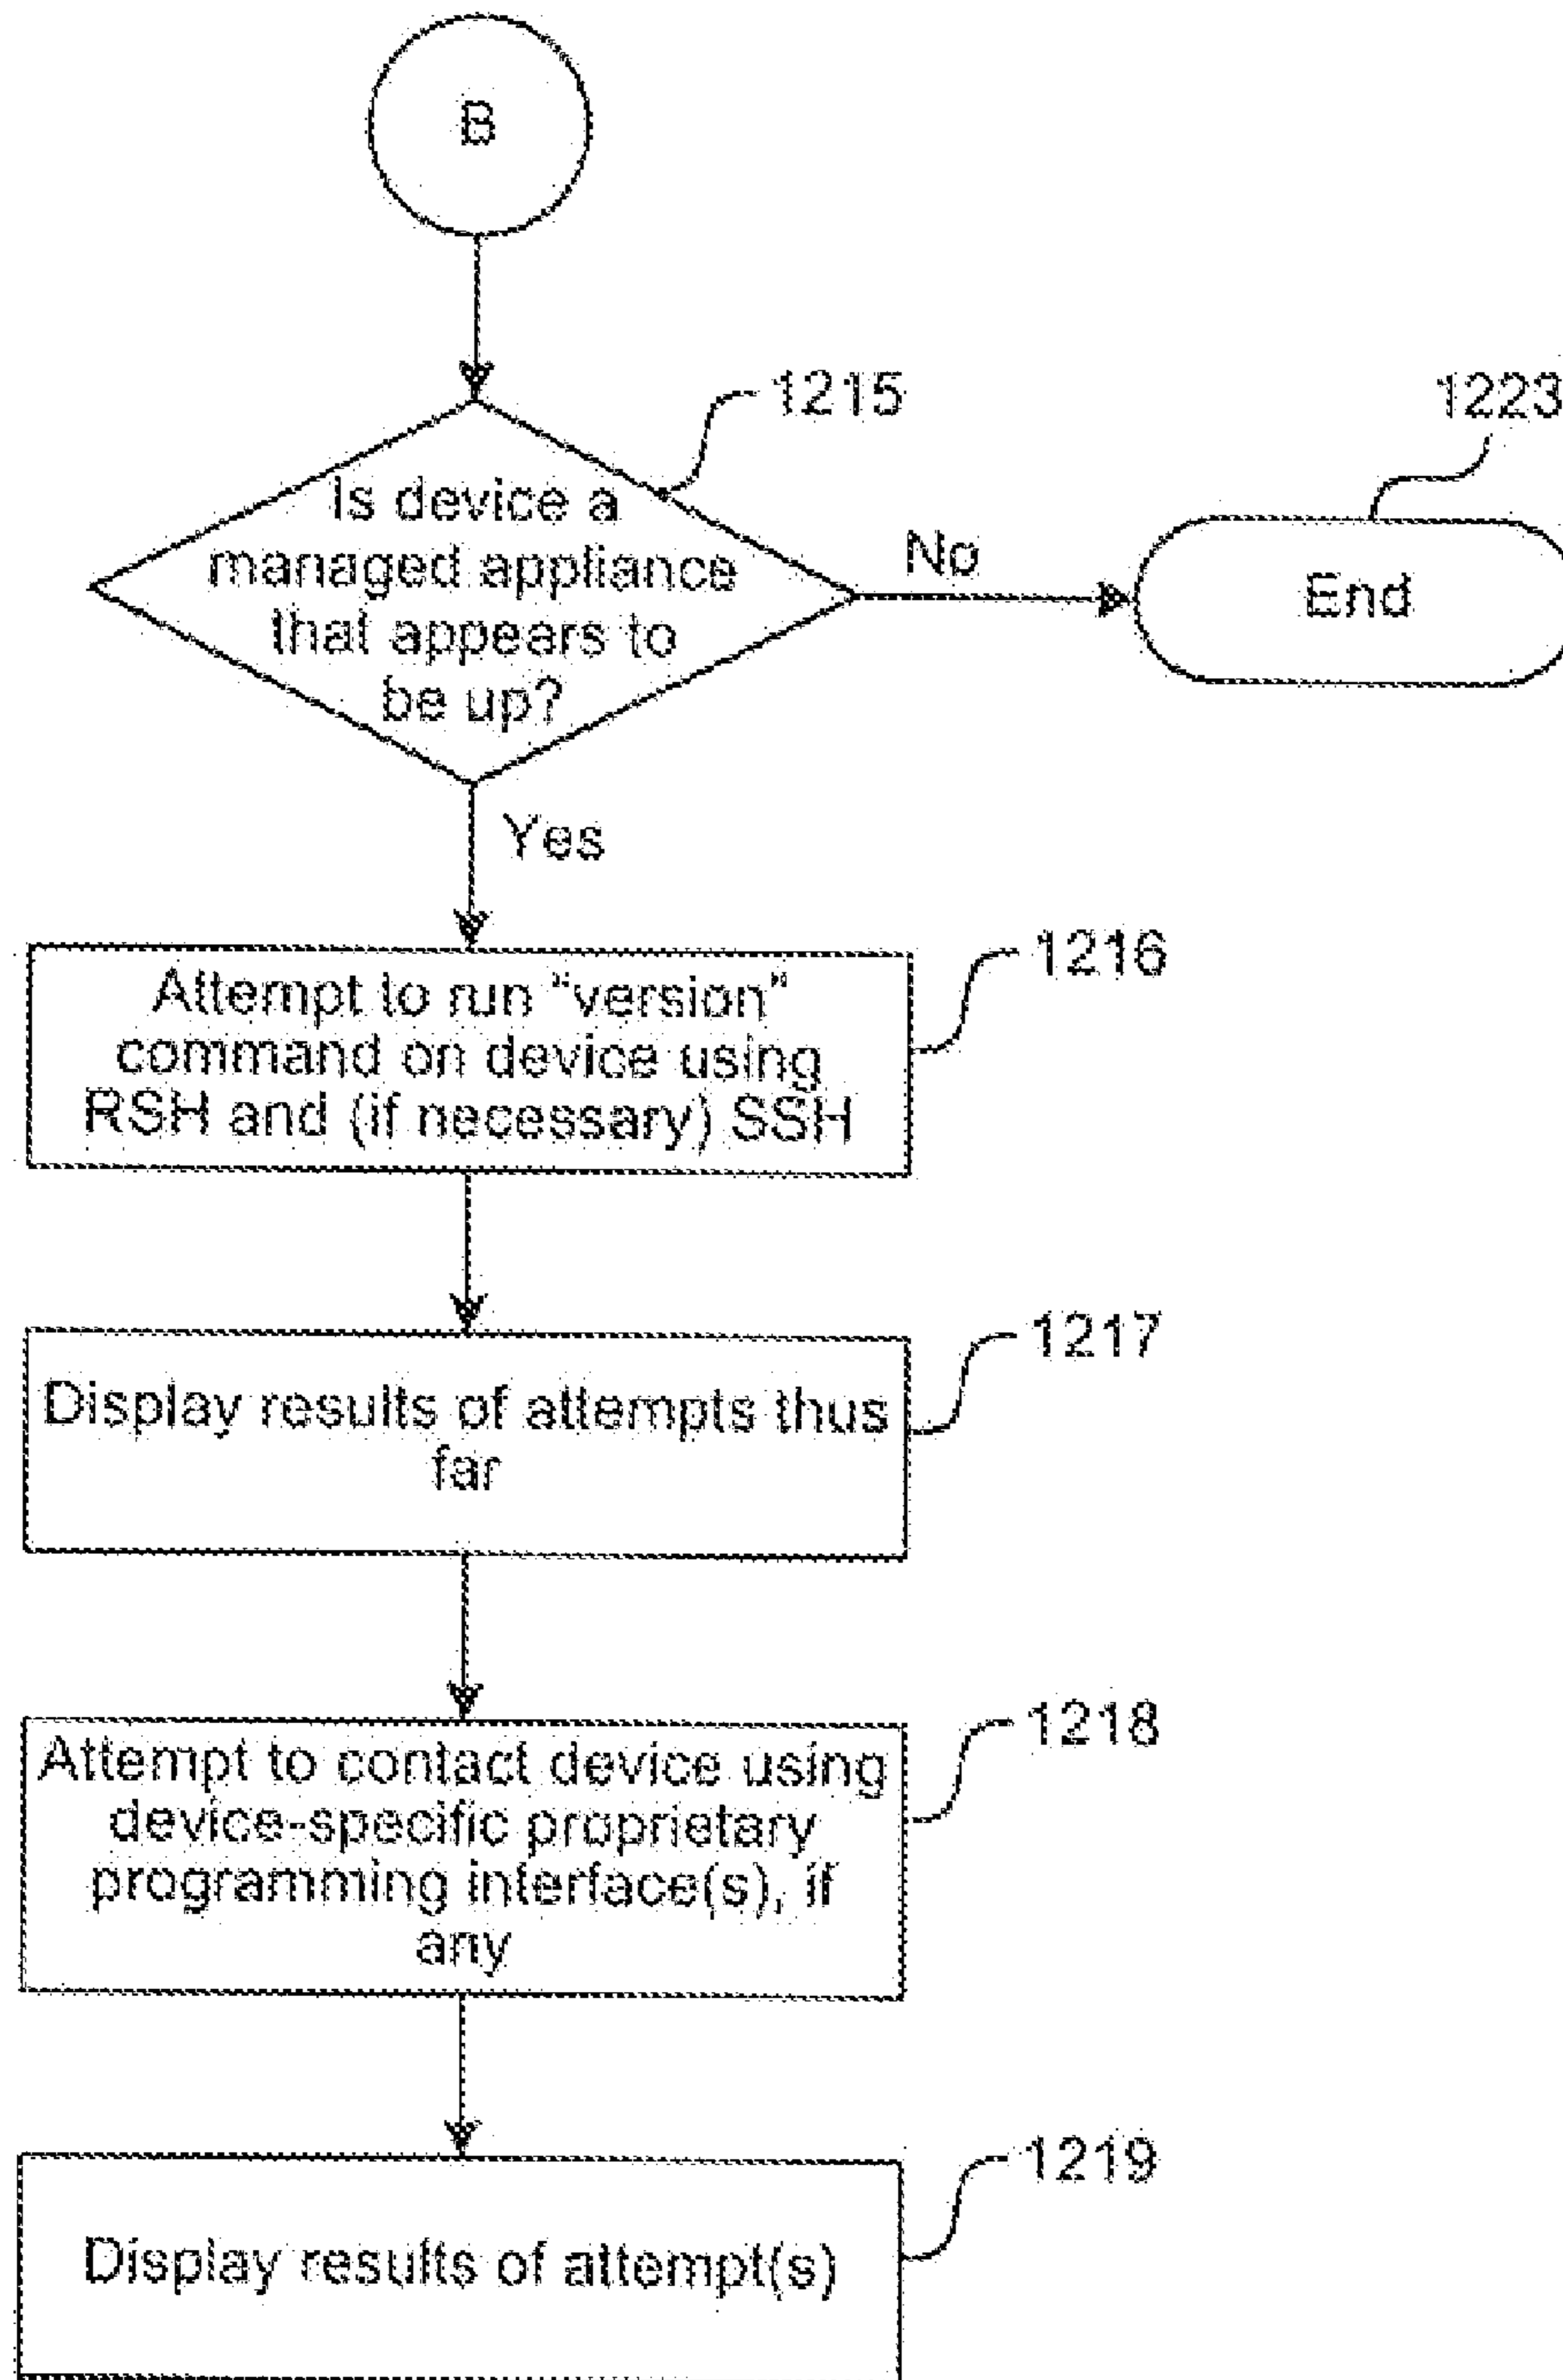 B
1215
1223
Is device a
managed appliance
that appears to
be up?
No
End
Yes
1216
Attempt to run "version"
command on device using
RSH and (if necessary) SSH
1217
Display results of attempts thus
far
1218
Attempt to contact device using
device-specific proprietary
programming interface(s), if
any
1219
Display results of attempt(s)